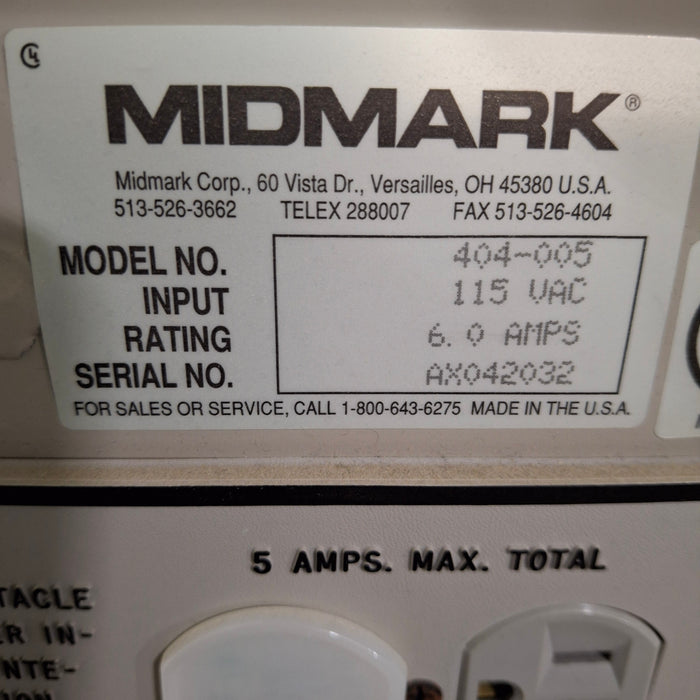 MIDMARK®
Midmark Corp., 60 Vista Dr., Versailles, OH 45380 U.S.A.
513-526-3662 TELEX 288007 FAX 513-526-4604
MODEL NO. 404-005
INPUT 115 VAC
RATING 6.0 AMPS
SERIAL NO. AX042032
FOR SALES OR SERVICE, CALL 1-800-643-6275 MADE IN THE U.S.A.
5 AMPS. MAX. TOTAL
TACLE
R IN-
NTE-